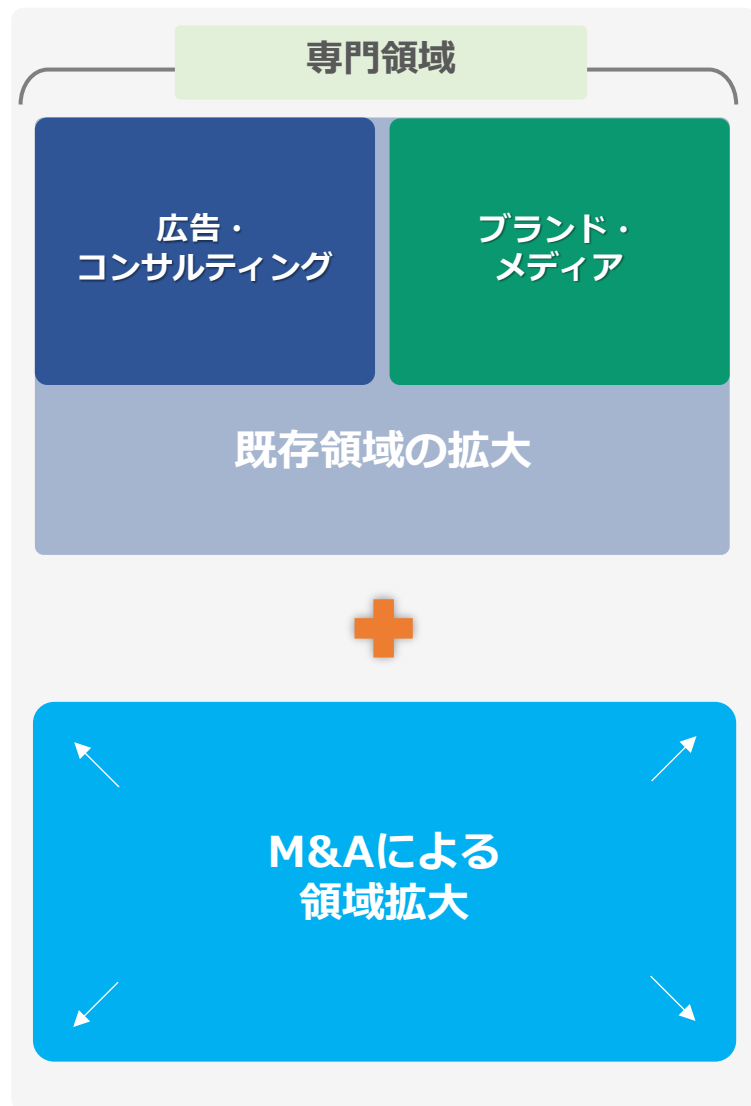 専門領域
広告・
コンサルティング
ブランド・
メディア
既存領域の拡大
M&Aによる
領域拡大